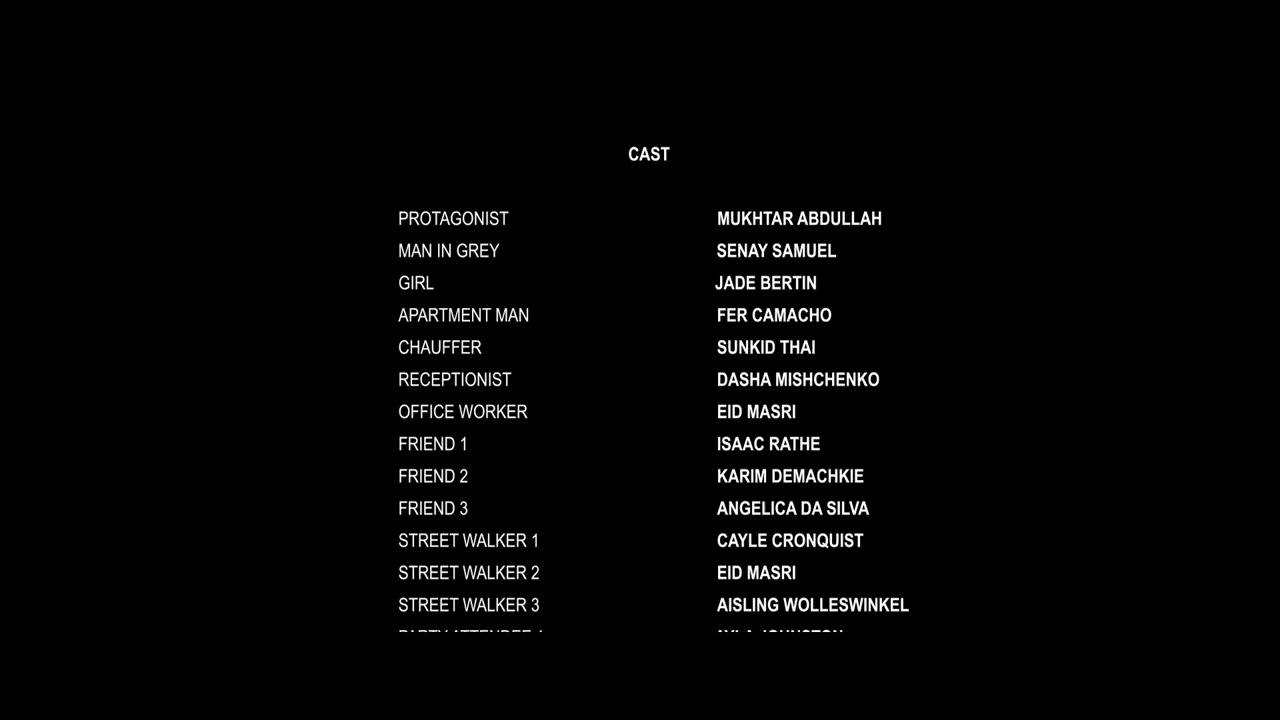 CAST
PROTAGONIST MUKHTAR ABDULLAH
MAN IN GREY SENAY SAMUEL
GIRL JADE BERTIN
APARTMENT MAN FER CAMACHO
CHAUFFER SUNKID THAI
RECEPTIONIST DASHA MISHCHENKO
OFFICE WORKER EID MASRI
FRIEND 1 ISAAC RATHE
FRIEND 2 KARIM DEMACHKIE
FRIEND 3 ANGELICA DA SILVA
STREET WALKER 1 CAYLE CRONQUIST
STREET WALKER 2 EID MASRI
STREET WALKER 3 AISLING WOLLESWINKEL